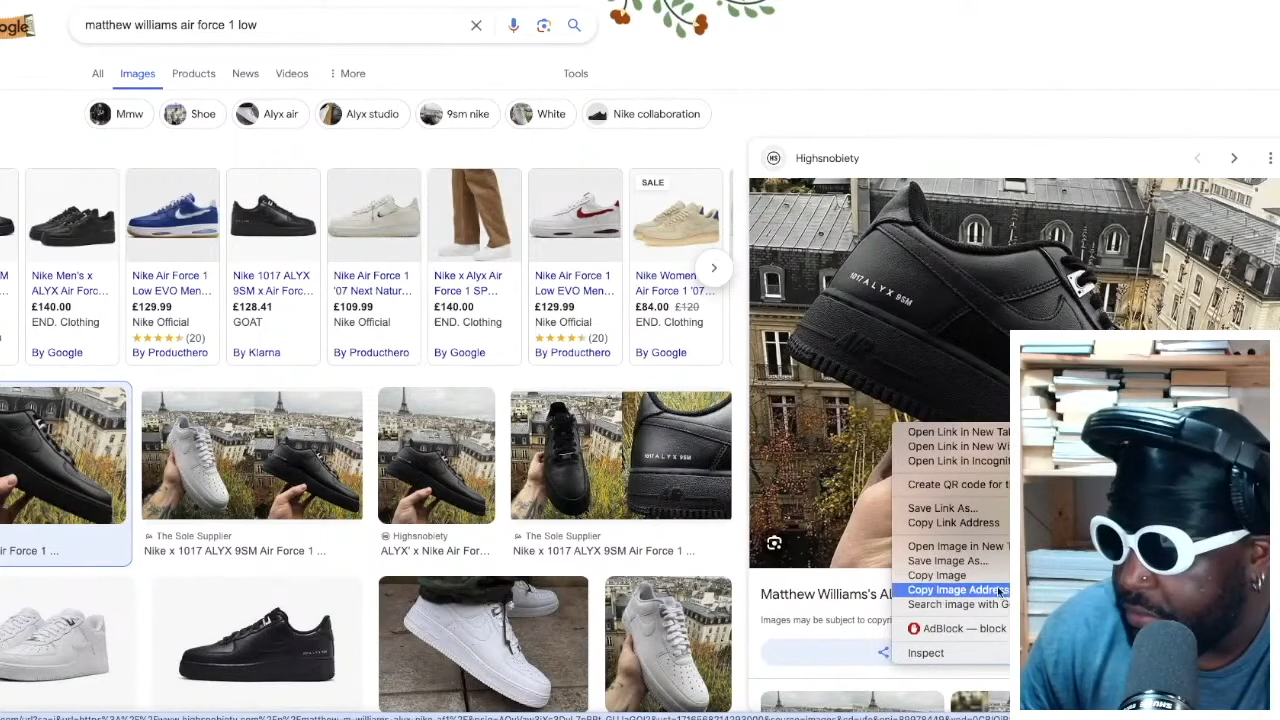 ogle
matthew williams air force 1 low
All
Images
Products
News
Videos
More
Tools
Mmw
Shoe
Alyx air
Alyx studio
9sm nike
White
Nike collaboration
HS Highsnobiety
SALE
M
Nike Men's x
ALYX Air Forc...
£140.00
END. Clothing
By Google
Nike Air Force 1
Low EVO Men...
£129.99
Nike Official
(20)
By Producthero
Nike 1017 ALYX
9SM x Air Forc...
£128.41
GOAT
By Klarna
Nike Air Force 1
'07 Next Natur...
£109.99
Nike Official
By Producthero
Nike x Alyx Air
Force 1 SP...
£140.00
END. Clothing
By Google
Nike Air Force 1
Low EVO Men...
£129.99
Nike Official
(20)
By Producthero
Nike Women
Air Force 1 '07...
£84.00 £120
END. Clothing
By Google
1017 ALYX 9SM
1017 ALYX 9SM
ir Force 1 ...
The Sole Supplier
Nike x 1017 ALYX 9SM Air Force 1 ...
Highsnobiety
ALYX' x Nike Air For...
The Sole Supplier
Nike x 1017 ALYX 9SM Air Force 1 ...
Open Link in New Ta
Open Link in New Wi
Open Link in Incognit
Create QR code for t
Save Link As...
Copy Link Address
Open Image in New T
Save Image As...
Copy Image
Copy Image Address
Search image with G
AdBlock — block
Inspect
Matthew Williams's AL
Images may be subject to copyri
SHURE